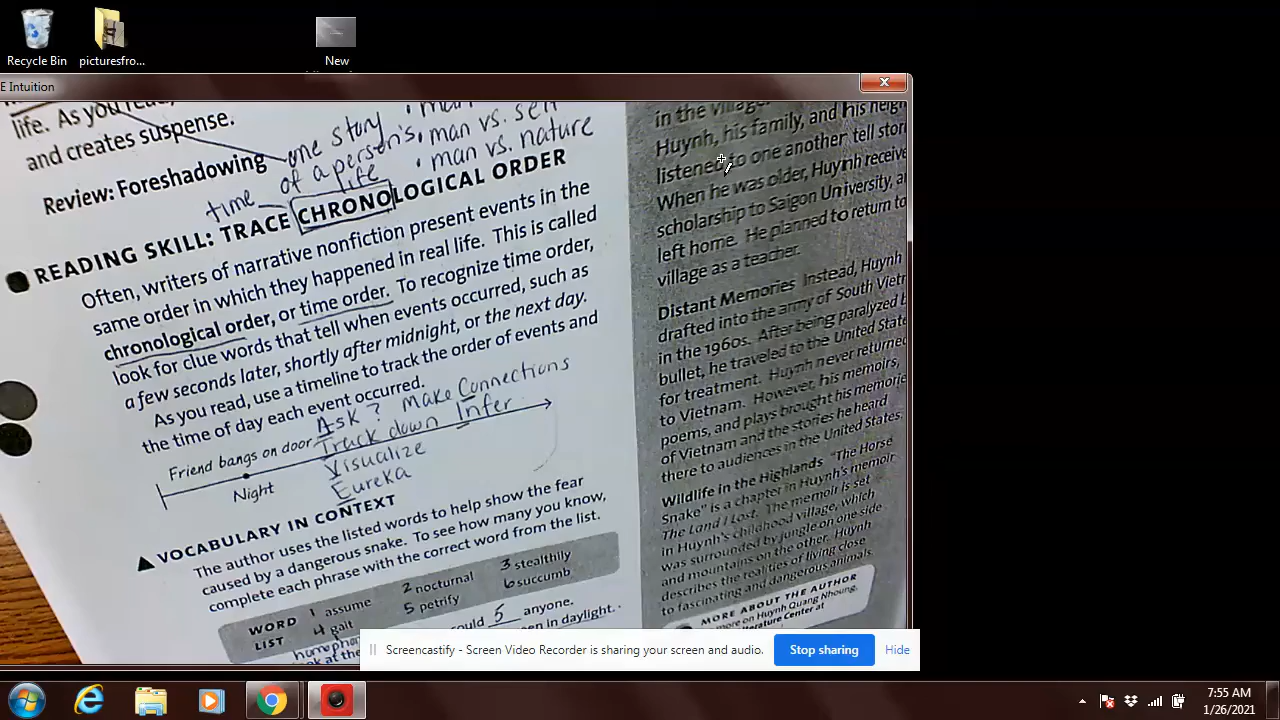 Recycle Bin
picturesfro...
New
E Intuition
life. As you read,
and creates suspense.
Review: Foreshadowing
one story
of a person's
life
time
• man vs. self
• man vs. nature
READING SKILL: TRACE CHRONOLOGICAL ORDER
Often, writers of narrative nonfiction present events in the
same order in which they happened in real life. This is called
chronological order, or time order. To recognize time order,
look for clue words that tell when events occurred, such as
a few seconds later, shortly after midnight, or the next day.
As you read, use a timeline to track the order of events and
the time of day each event occurred.
Ask ? Make Connections
Friend bangs on door Track down Infer
Visualize
Night
Eureka
VOCABULARY IN CONTEXT
The author uses the listed words to help show the fear
caused by a dangerous snake. To see how many you know,
complete each phrase with the correct word from the list.
WORD LIST
1 assume 2 nocturnal 3 stealthily
4 gait 5 petrify 6 succumb
could 5 anyone.
en in daylight.
in the village
Huynh, his family, and his neigh
listened to one another tell stor
When he was older, Huynh receive
scholarship to Saigon University, a
left home. He planned to return to
village as a teacher.
Distant Memories Instead, Huynh
drafted into the army of South Vietn
in the 1960s. After being paralyzed b
bullet, he traveled to the United State
for treatment. Huynh never returned
to Vietnam. However, his memoirs,
poems, and plays brought his memorie
of Vietnam and the stories he heard
there to audiences in the United States.
Wildlife in the Highlands "The Horse
Snake" is a chapter in Huynh's memoir
The Land I Lost. The memoir is set
in Huynh's childhood village, which
was surrounded by jungle on one side
and mountains on the other. Huynh
describes the realities of living close
to fascinating and dangerous animals.
MORE ABOUT THE AUTHOR
more on Huynh Quang Nhuong,
iterature Center at
Screencastify - Screen Video Recorder is sharing your screen and audio.
Stop sharing
Hide
7:55 AM
1/26/2021